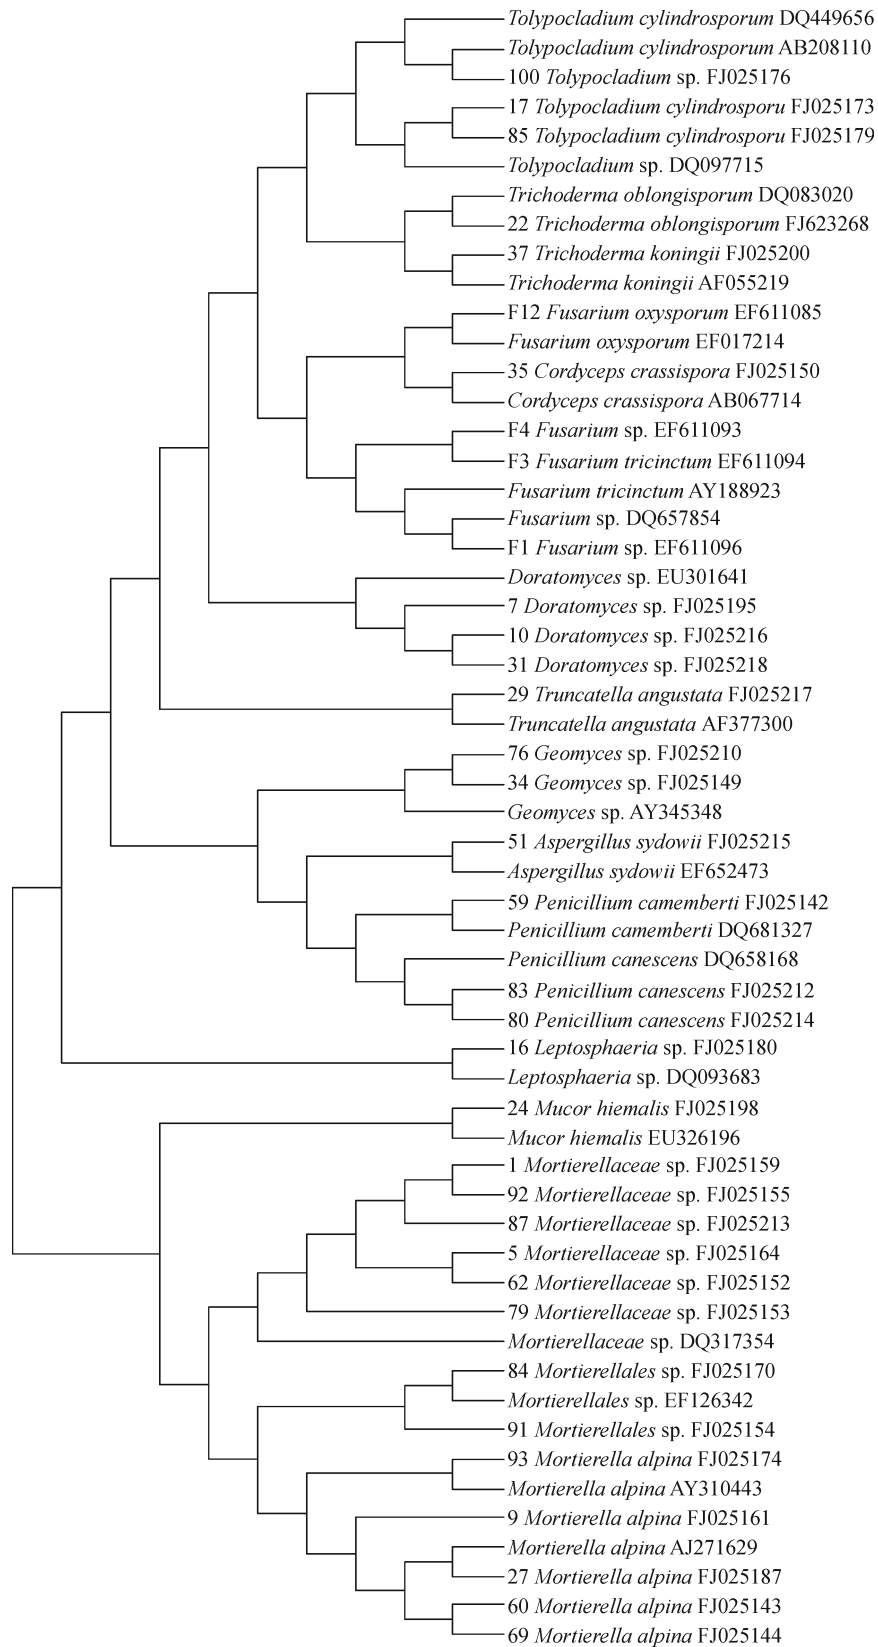 Tolypocladium cylindrosporum DQ449656
Tolypocladium cylindrosporum AB208110
100 Tolypocladium sp. FJ025176
17 Tolypocladium cylindrosporu FJ025173
85 Tolypocladium cylindrosporu FJ025179
Tolypocladium sp. DQ097715
Trichoderma oblongisporum DQ083020
22 Trichoderma oblongisporum FJ623268
37 Trichoderma koningii FJ025200
Trichoderma koningii AF055219
F12 Fusarium oxysporum EF611085
Fusarium oxysporum EF017214
35 Cordyceps crassispora FJ025150
Cordyceps crassispora AB067714
F4 Fusarium sp. EF611093
F3 Fusarium tricinctum EF611094
Fusarium tricinctum AY188923
Fusarium sp. DQ657854
F1 Fusarium sp. EF611096
Doratomyces sp. EU301641
7 Doratomyces sp. FJ025195
10 Doratomyces sp. FJ025216
31 Doratomyces sp. FJ025218
29 Truncatella angustata FJ025217
Truncatella angustata AF377300
76 Geomyces sp. FJ025210
34 Geomyces sp. FJ025149
Geomyces sp. AY345348
51 Aspergillus sydowii FJ025215
Aspergillus sydowii EF652473
59 Penicillium camemberti FJ025142
Penicillium camemberti DQ681327
Penicillium canescens DQ658168
83 Penicillium canescens FJ025212
80 Penicillium canescens FJ025214
16 Leptosphaeria sp. FJ025180
Leptosphaeria sp. DQ093683
24 Mucor hiemalis FJ025198
Mucor hiemalis EU326196
1 Mortierellaceae sp. FJ025159
92 Mortierellaceae sp. FJ025155
87 Mortierellaceae sp. FJ025213
5 Mortierellaceae sp. FJ025164
62 Mortierellaceae sp. FJ025152
79 Mortierellaceae sp. FJ025153
Mortierellaceae sp. DQ317354
84 Mortierellales sp. FJ025170
Mortierellales sp. EF126342
91 Mortierellales sp. FJ025154
93 Mortierella alpina FJ025174
Mortierella alpina AY310443
9 Mortierella alpina FJ025161
Mortierella alpina AJ271629
27 Mortierella alpina FJ025187
60 Mortierella alpina FJ025143
69 Mortierella alpina FJ025144